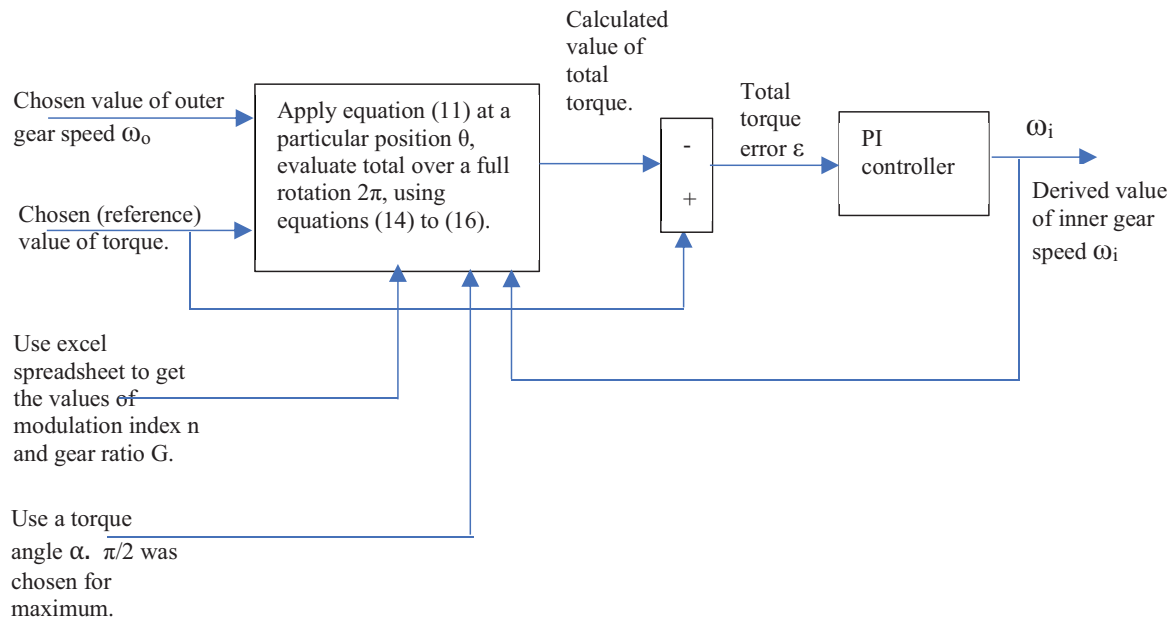 Chosen value of outer
gear speed ωo
Chosen (reference)
value of torque.
Use excel
spreadsheet to get
the values of
modulation index n
and gear ratio G.
Use a torque
angle α. π/2 was
chosen for
maximum.
Apply equation (11) at a
particular position θ,
evaluate total over a full
rotation 2π, using
equations (14) to (16).
Calculated
value of
total
torque.
-
+
Total
torque
error ε
PI
controller
ωi
Derived value
of inner gear
speed ωi